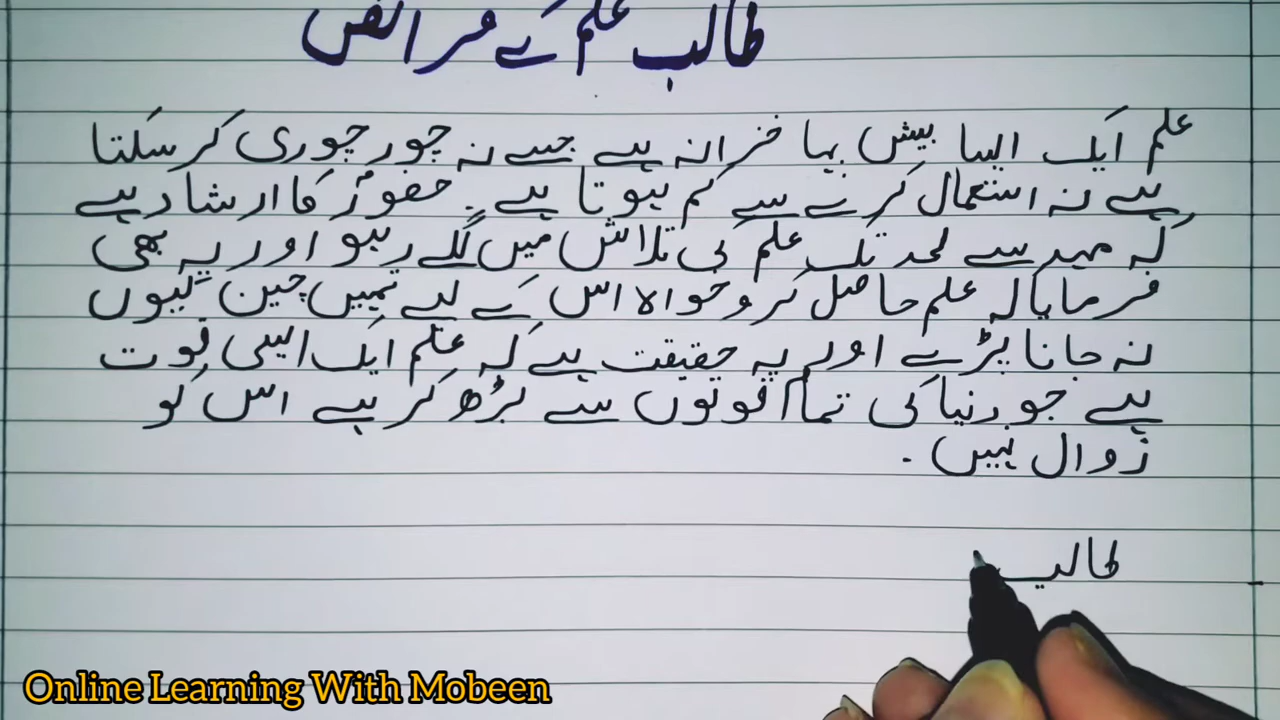 طالب علم کے فرائض
علم ایک ایسا بیش بہا خزانہ ہے جسے نہ چور چوری کر سکتا
ہے نہ استعمال کرنے سے کم ہوتا ہے۔ حضورؐ کا ارشاد ہے
کہ مہد سے لحد تک علم کی تلاش میں لگے رہو اور یہ بھی
فرمایا کہ علم حاصل کرو خواہ اس کے لیے تمہیں چین کیوں
نہ جانا پڑے اور یہ حقیقت ہے کہ علم ایک ایسی قوت
ہے جو دنیا کی تمام قوتوں سے بڑھ کر ہے اس کو
زوال نہیں۔
طالب
Online Learning With Mobeen